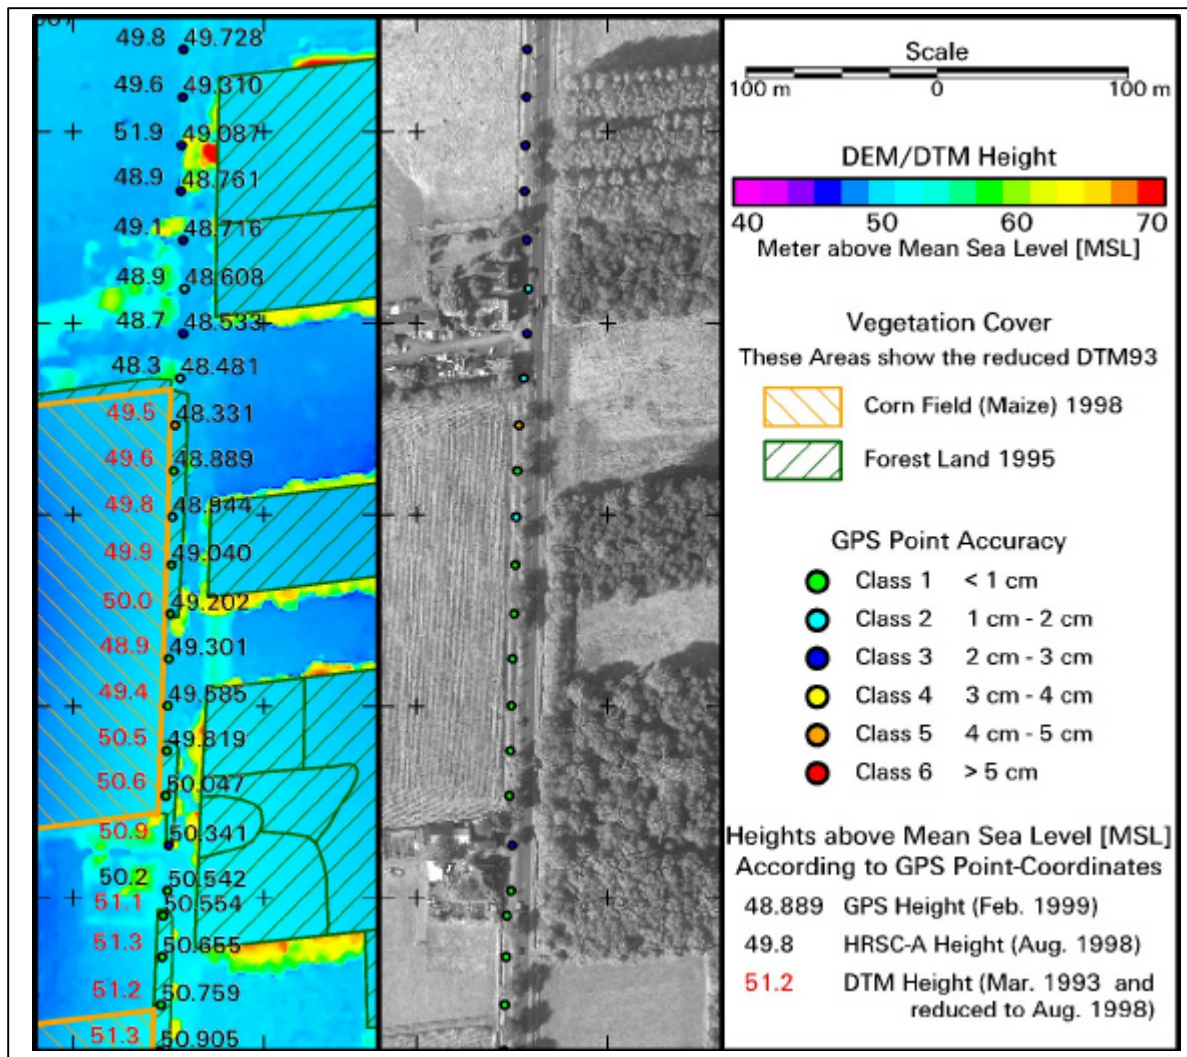 49.8 49.728
49.6 49.310
51.9 49.087
48.9 48.761
49.1 48.716
48.9 48.608
48.7 48.533
48.3 48.481
49.5 48.331
49.6 48.889
49.8 48.944
49.9 49.040
50.0 49.202
48.9 49.301
49.4 49.585
50.5 49.819
50.6 50.047
50.9 50.341
50.2 50.542
51.1 50.554
51.3 50.655
51.2 50.759
51.3 50.905
Scale
100 m 0 100 m
DEM/DTM Height
40 50 60 70
Meter above Mean Sea Level [MSL]
Vegetation Cover
These Areas show the reduced DTM93
Corn Field (Maize) 1998
Forest Land 1995
GPS Point Accuracy
Class 1 < 1 cm
Class 2 1 cm - 2 cm
Class 3 2 cm - 3 cm
Class 4 3 cm - 4 cm
Class 5 4 cm - 5 cm
Class 6 > 5 cm
Heights above Mean Sea Level [MSL]
According to GPS Point-Coordinates
48.889 GPS Height (Feb. 1999)
49.8 HRSC-A Height (Aug. 1998)
51.2 DTM Height (Mar. 1993 and
reduced to Aug. 1998)